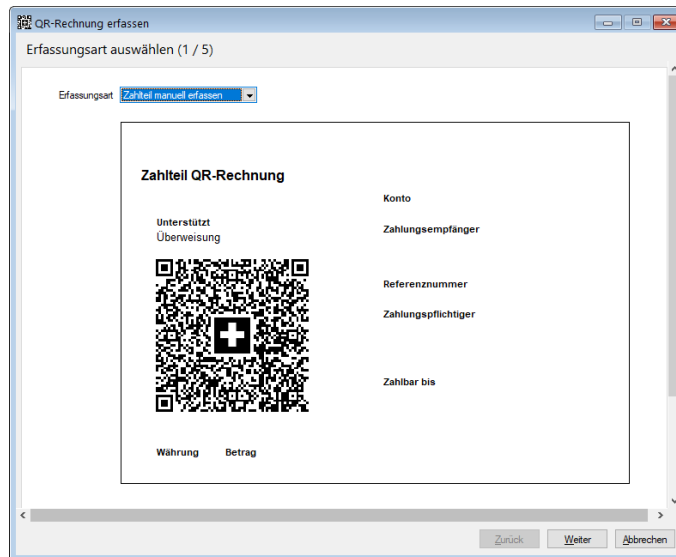 QR-Rechnung erfassen
Erfassungsart auswählen (1 / 5)
Erfassungsart Zahlteil manuell erfassen
Zahlteil QR-Rechnung
Konto
Unterstützt
Überweisung
Zahlungsempfänger
Referenznummer
Zahlungspflichtiger
Zahlbar bis
Währung Betrag
Zurück Weiter Abbrechen